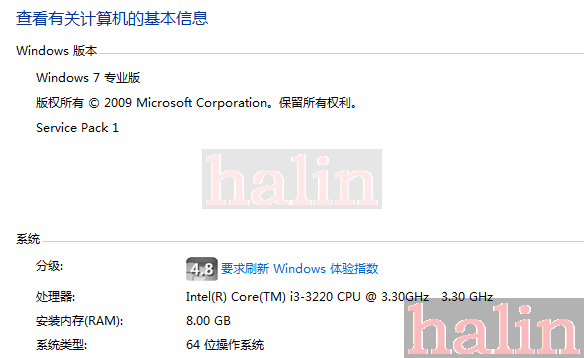 查看有关计算机的基本信息
Windows 版本
Windows 7 专业版
版权所有 © 2009 Microsoft Corporation。保留所有权利。
Service Pack 1
halin
系统
分级:
4.8 要求刷新 Windows 体验指数
处理器:
Intel(R) Core(TM) i3-3220 CPU @ 3.30GHz 3.30 GHz
安装内存(RAM):
8.00 GB
系统类型:
64 位操作系统
halin